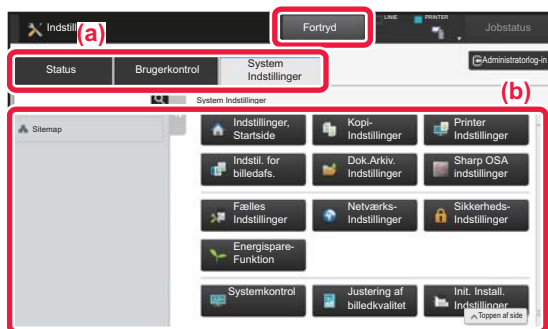 Indstil
(a)
Fortryd
LINIE
PRINTER
Jobstatus
Status
Brugerkontrol
System
Indstillinger
Administratorlog-in
(b)
System Indstillinger
Sitemap
Indstillinger,
Startside
Kopi-
Indstillinger
Printer
Indstillinger
Indstil. for
billedafs.
Dok.Arkiv.
Indstillinger
Sharp OSA
indstillinger
Fælles
Indstillinger
Netværks-
Indstillinger
Sikkerheds-
Indstillinger
Energispare-
Funktion
Systemkontrol
Justering af
billedkvalitet
Init. Install.
Indstillinger
Toppen af side